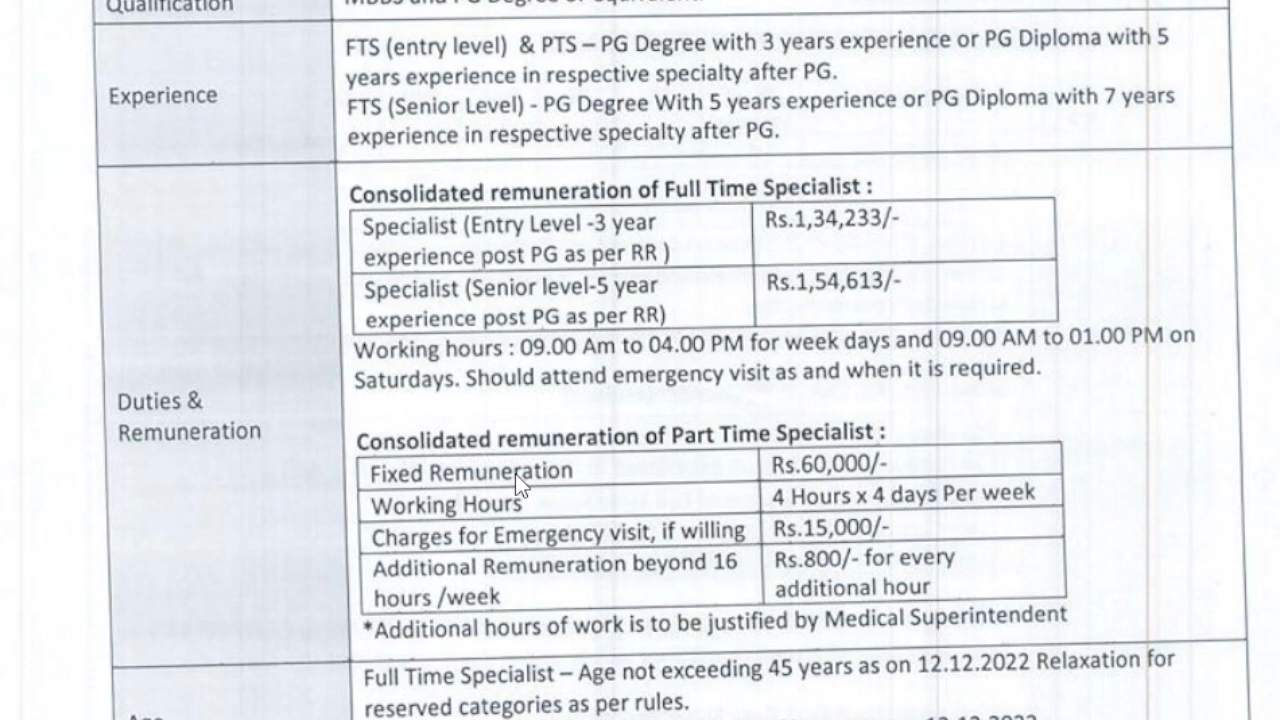 Qualification
FTS (entry level) & PTS – PG Degree with 3 years experience or PG Diploma with 5
years experience in respective specialty after PG.
Experience
FTS (Senior Level) - PG Degree With 5 years experience or PG Diploma with 7 years
experience in respective specialty after PG.
Consolidated remuneration of Full Time Specialist :
Specialist (Entry Level -3 year
experience post PG as per RR )
Rs.1,34,233/-
Specialist (Senior level-5 year
experience post PG as per RR)
Rs.1,54,613/-
Working hours : 09.00 Am to 04.00 PM for week days and 09.00 AM to 01.00 PM on
Saturdays. Should attend emergency visit as and when it is required.
Duties &
Remuneration
Consolidated remuneration of Part Time Specialist :
Fixed Remuneration
Rs.60,000/-
Working Hours
4 Hours x 4 days Per week
Charges for Emergency visit, if willing
Rs.15,000/-
Additional Remuneration beyond 16
hours /week
Rs.800/- for every
additional hour
*Additional hours of work is to be justified by Medical Superintendent
Full Time Specialist – Age not exceeding 45 years as on 12.12.2022 Relaxation for
reserved categories as per rules.